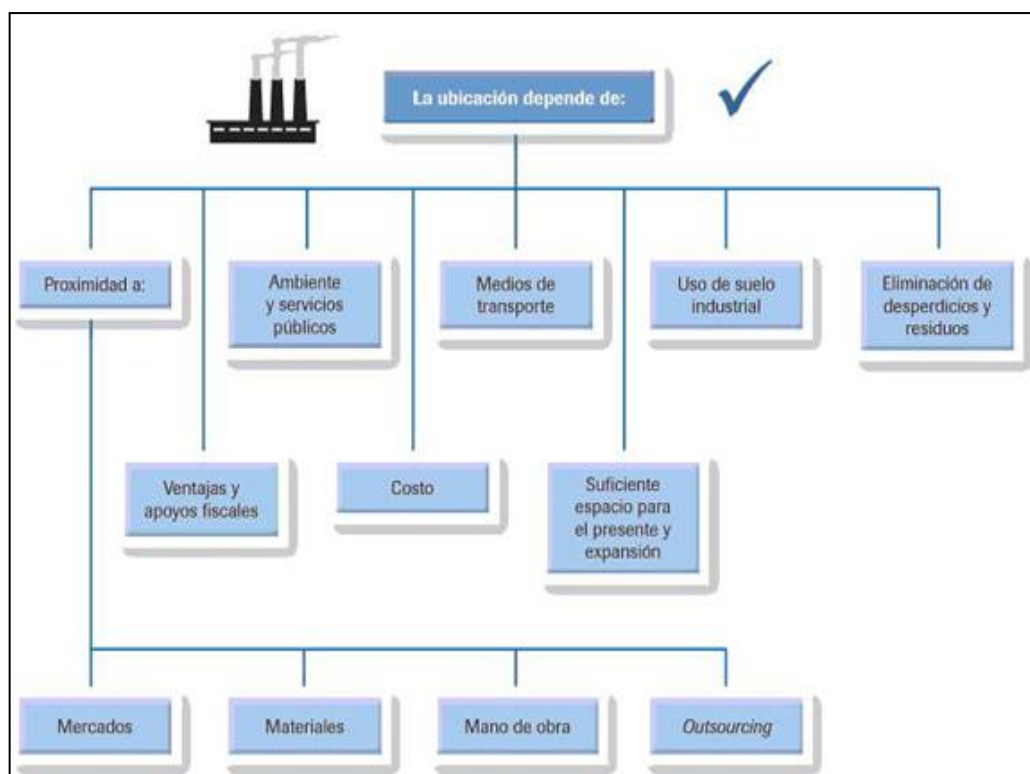 La ubicación depende de:
Proximidad a:
Ambiente
y servicios
públicos
Medios de
transporte
Uso de suelo
industrial
Eliminación de
desperdicios y
residuos
Ventajas y
apoyos fiscales
Costo
Suficiente
espacio para
el presente y
expansión
Mercados
Materiales
Mano de obra
Outsourcing